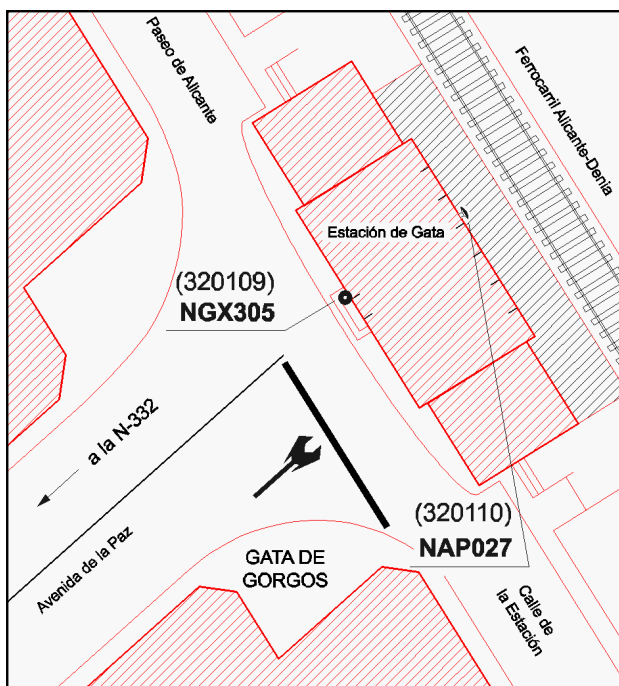 Paseo de Alicante
Ferrocarril Alicante-Denia
Estación de Gata
(320109)
NGX305
a la N-332
Avenida de la Paz
(320110)
NAP027
GATA DE
GORGOS
Calle de
la Estación